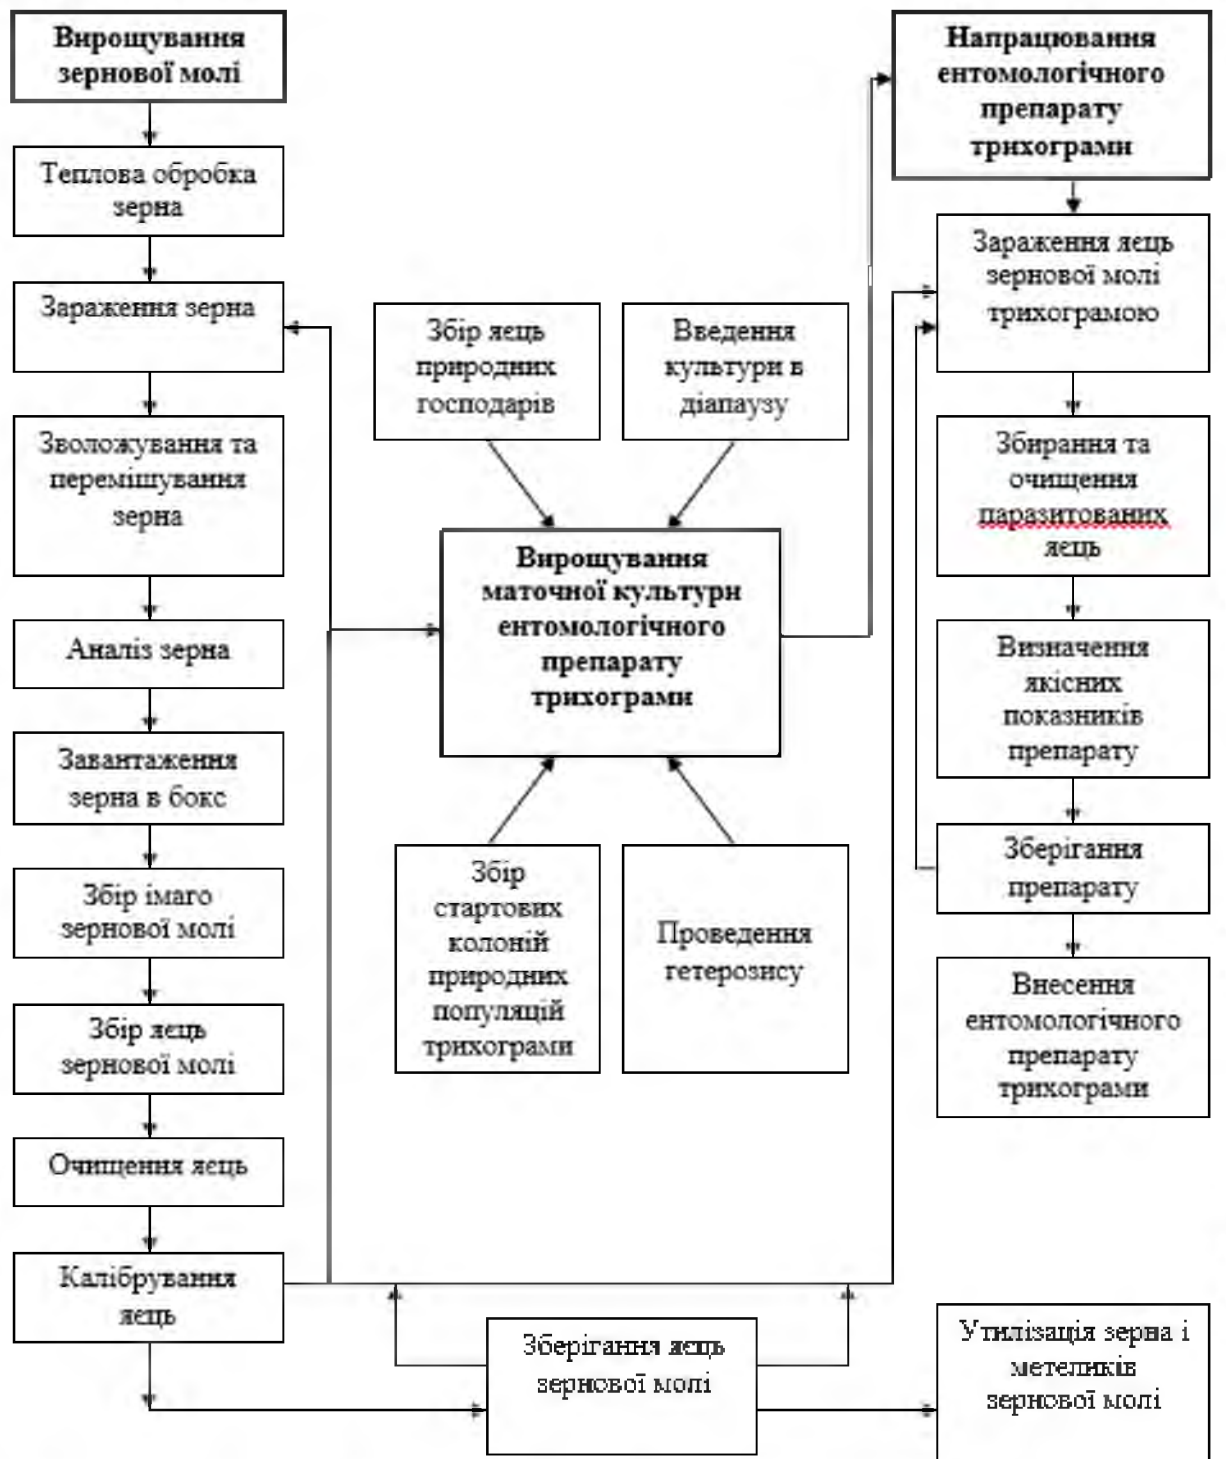 Вирощування
зернової молі
Теплова обробка
зерна
Зараження зерна
Зволожування та
перемішування
зерна
Аналіз зерна
Завантаження
зерна в бокс
Збір імаго
зернової молі
Збір яєць
зернової молі
Очищення яєць
Калібрування
яєць
Збір яєць
природних
господарів
Введення
культури в
діапаузу
Вирощування
маточної культури
ентомологічного
препарату
трихограми
Збір
стартових
колоній
природних
популяцій
трихограми
Проведення
гетерозису
Зберігання яєць
зернової молі
Напрацювання
ентомологічного
препарату
трихограми
Зараження яєць
зернової молі
трихограмою
Збирання та
очищення
паразитованих
яєць
Визначення
якісних
показників
препарату
Зберігання
препарату
Внесення
ентомологічного
препарату
трихограми
Утилізація зерна і
метеликів
зернової молі